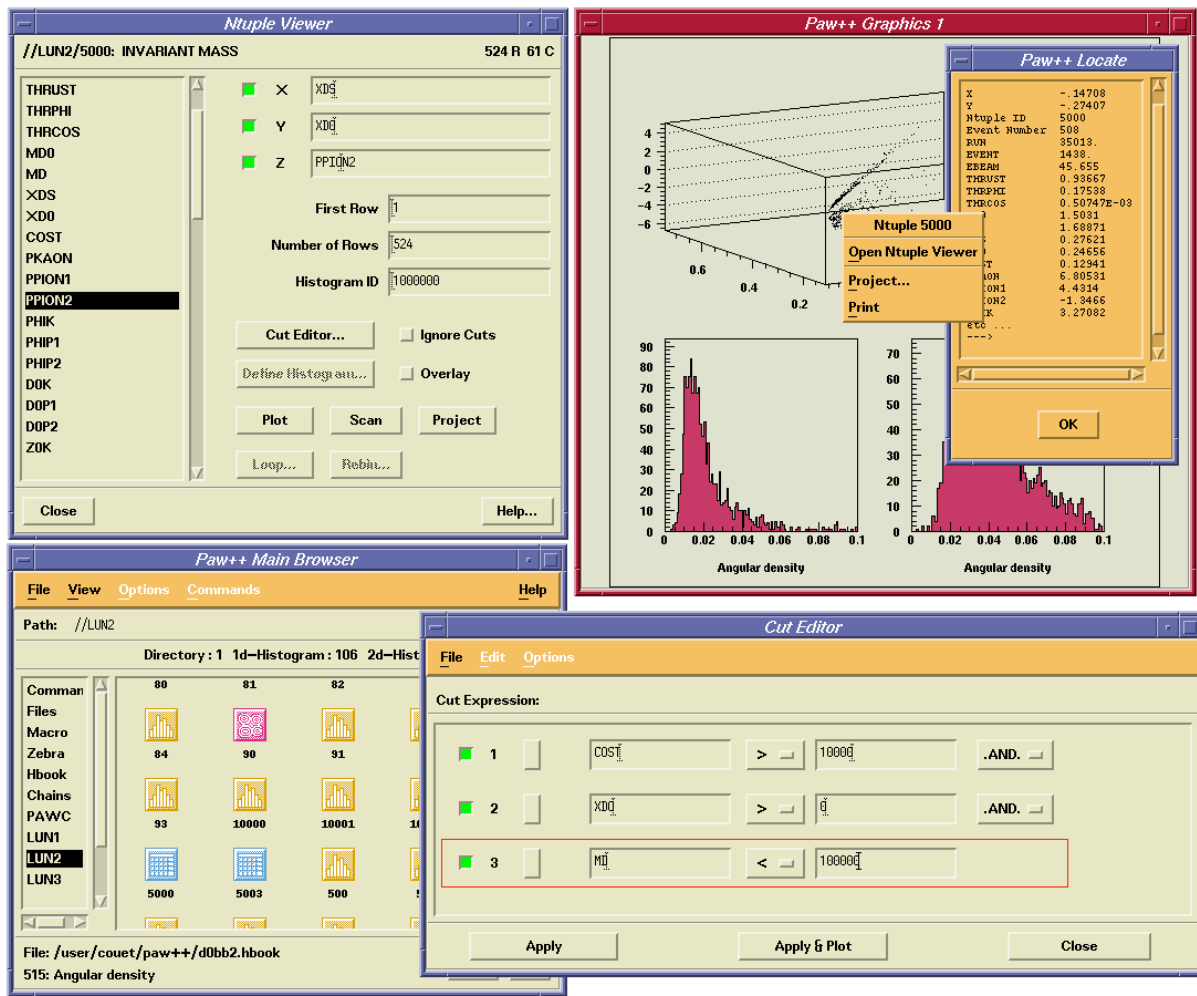 Ntuple Viewer
//LUN2/5000: INVARIANT MASS 524 R 61 C
THRUST
THRPHI
THRCOS
MD0
MD
XDS
XD0
COST
PKAON
PPION1
PPION2
PHIK
PHIP1
PHIP2
D0K
D0P1
D0P2
Z0K
X XDS
Y XD0
Z PPION2
First Row 1
Number of Rows 524
Histogram ID 1000000
Cut Editor... Ignore Cuts
Define Histogram... Overlay
Plot Scan Project
Loop... Rebin...
Close Help...
Paw++ Graphics 1
4
2
0
-2
-4
-6
0.6
0.4
0.2
90
80
70
60
50
40
30
20
10
0
0 0.02 0.04 0.06 0.08 0.1
Angular density
70
60
50
40
30
20
10
0
0 0.02 0.04 0.06 0.08 0.1
Angular density
Ntuple 5000
Open Ntuple Viewer
Project...
Print
Paw++ Locate
X -.14708
Y -.27407
Ntuple ID 5000
Event Number 508
RUN 35013.
EVENT 1438.
EBEAM 45.655
THRUST 0.93667
THRPHI 0.17538
THRCOS 0.50747E-03
1.5031
1.68871
0.27621
0.24656
0.12941
6.80531
4.4314
-1.3466
3.27082
etc ...
--->
OK
Paw++ Main Browser
File View Options Commands Help
Path: //LUN2
Directory : 1 1d-Histogram : 106 2d-Hist
Comman
Files
Macro
Zebra
Hbook
Chains
PAWC
LUN1
LUN2
LUN3
80 81 82
84 90 91
93 10000 10001
5000 5003 500
File: /user/couet/paw++/d0bb2.hbook
515: Angular density
Cut Editor
File Edit Options
Cut Expression:
1 COST > 10000 .AND.
2 XD0 > 0 .AND.
3 MD < 100000
Apply Apply & Plot Close